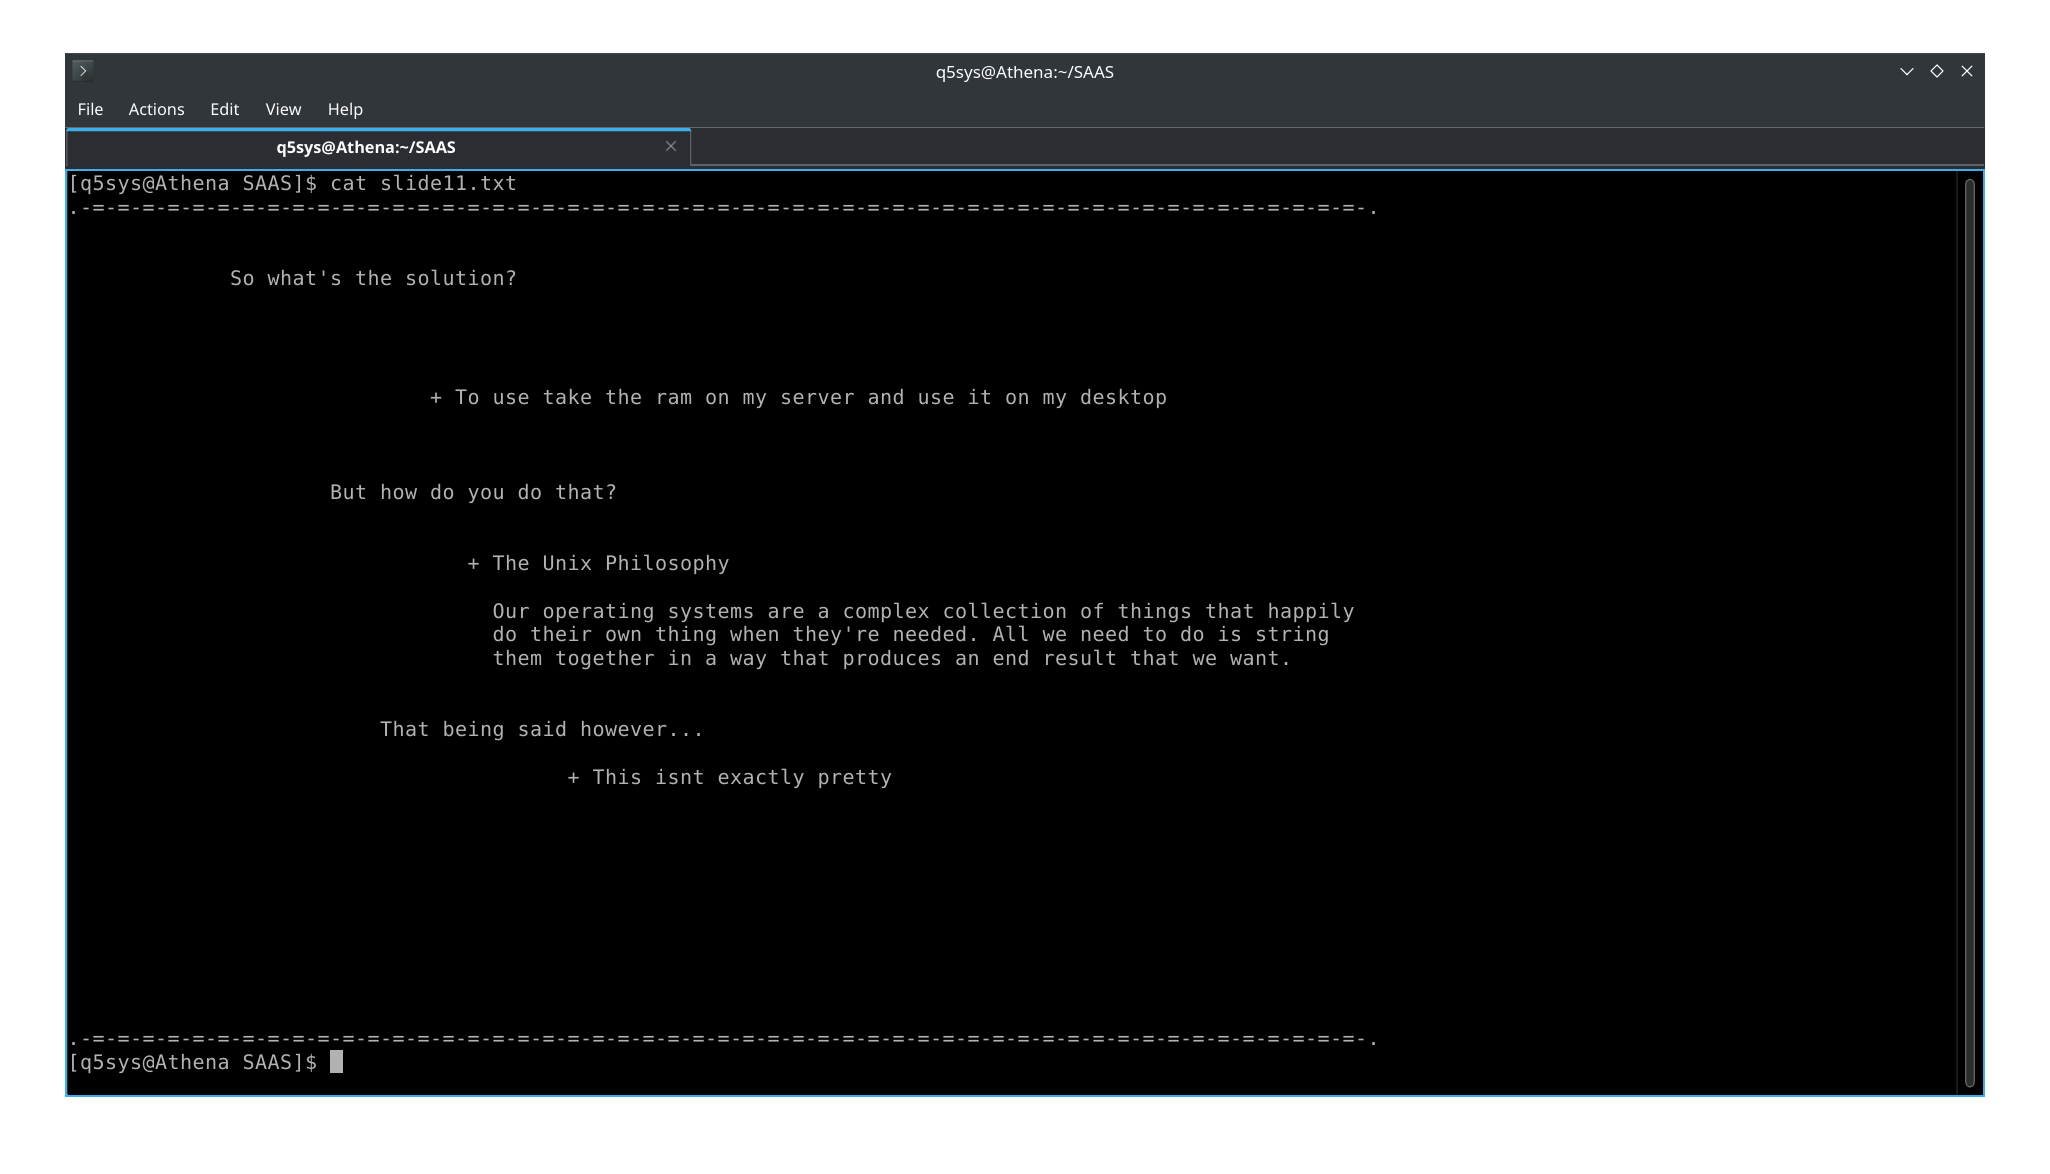 q5sys@Athena:~/SAAS
File Actions Edit View Help
q5sys@Athena:~/SAAS
[q5sys@Athena SAAS]$ cat slide11.txt
.-=-=-=-=-=-=-=-=-=-=-=-=-=-=-=-=-=-=-=-=-=-=-=-=-=-=-=-=-=-=-=-=-=-=-=-=-=-=-=-=-=-=-=-=-=-=-=-=-=-=-=-.
So what's the solution?
+ To use take the ram on my server and use it on my desktop
But how do you do that?
+ The Unix Philosophy
Our operating systems are a complex collection of things that happily
do their own thing when they're needed. All we need to do is string
them together in a way that produces an end result that we want.
That being said however...
+ This isnt exactly pretty
.-=-=-=-=-=-=-=-=-=-=-=-=-=-=-=-=-=-=-=-=-=-=-=-=-=-=-=-=-=-=-=-=-=-=-=-=-=-=-=-=-=-=-=-=-=-=-=-=-=-=-=-.
[q5sys@Athena SAAS]$